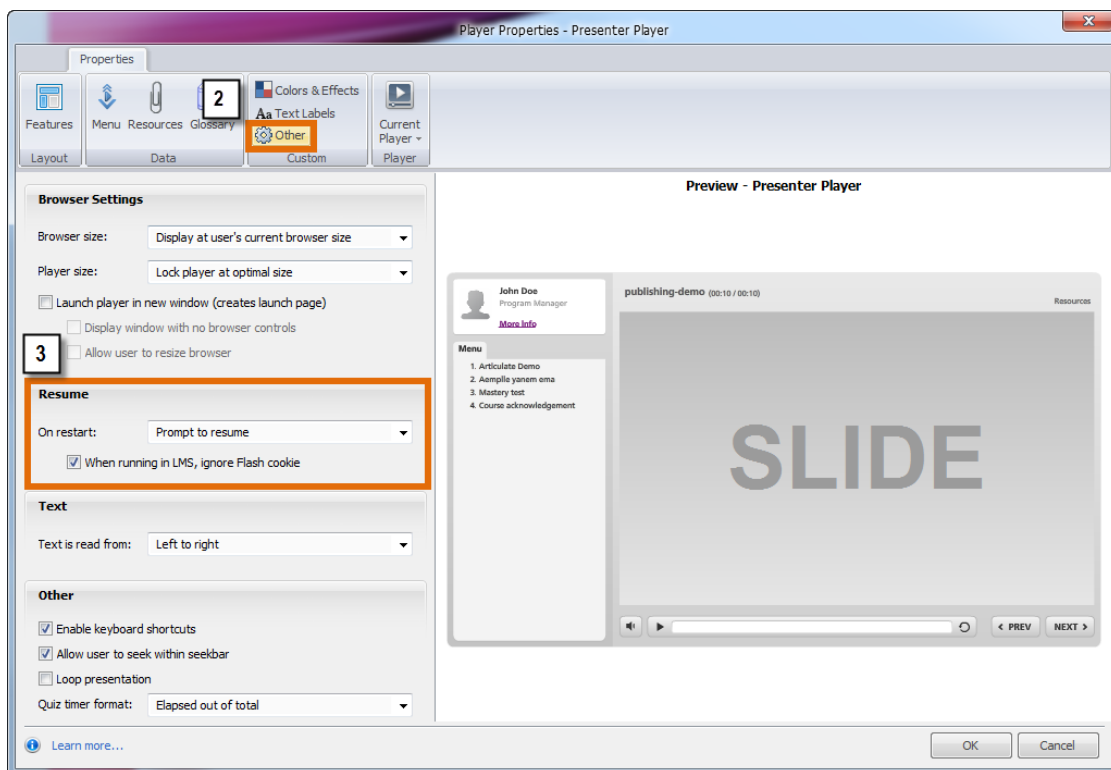 Player Properties - Presenter Player
Properties
2
Features
Menu Resources Glossary
Colors & Effects
Aa Text Labels
Other
Current
Player
Layout
Data
Custom
Player
Browser Settings
Browser size: Display at user's current browser size
Player size: Lock player at optimal size
Launch player in new window (creates launch page)
Display window with no browser controls
3
Allow user to resize browser
Resume
On restart: Prompt to resume
When running in LMS, ignore Flash cookie
Text
Text is read from: Left to right
Other
Enable keyboard shortcuts
Allow user to seek within seekbar
Loop presentation
Quiz timer format: Elapsed out of total
Preview - Presenter Player
John Doe
Program Manager
More Info
Menu
1. Articulate Demo
2. Aemplle yanem ema
3. Mastery test
4. Course acknowledgement
publishing-demo (00:10 / 00:10)
Resources
SLIDE
< PREV
NEXT >
Learn more...
OK
Cancel